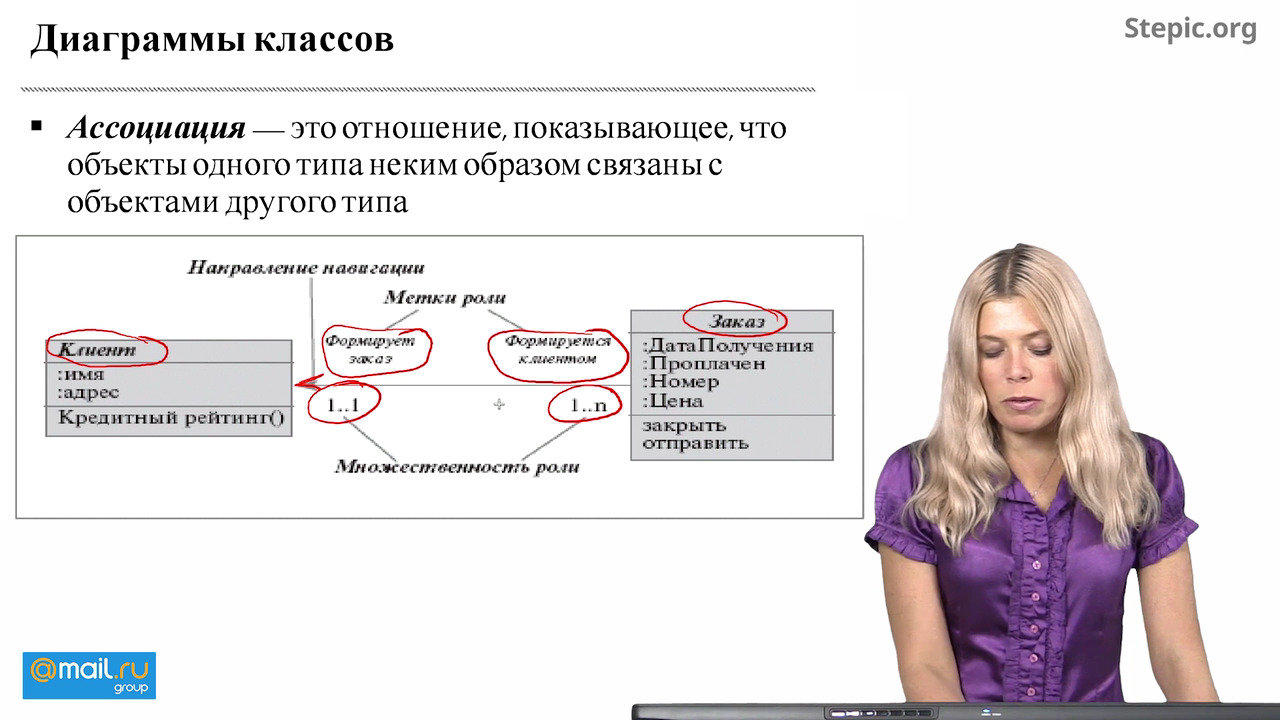 Диаграммы классов
Stepic.org
Ассоциация — это отношение, показывающее, что
объекты одного типа неким образом связаны с
объектами другого типа
Направление навигации
Метки роли
Клиент
:имя
:адрес
Кредитный рейтинг()
Формирует
заказ
Формируется
клиентом
1..1
1..n
Множественность роли
Заказ
:ДатаПолучения
:Проплачен
:Номер
:Цена
закрыть
отправить
@mail.ru
group